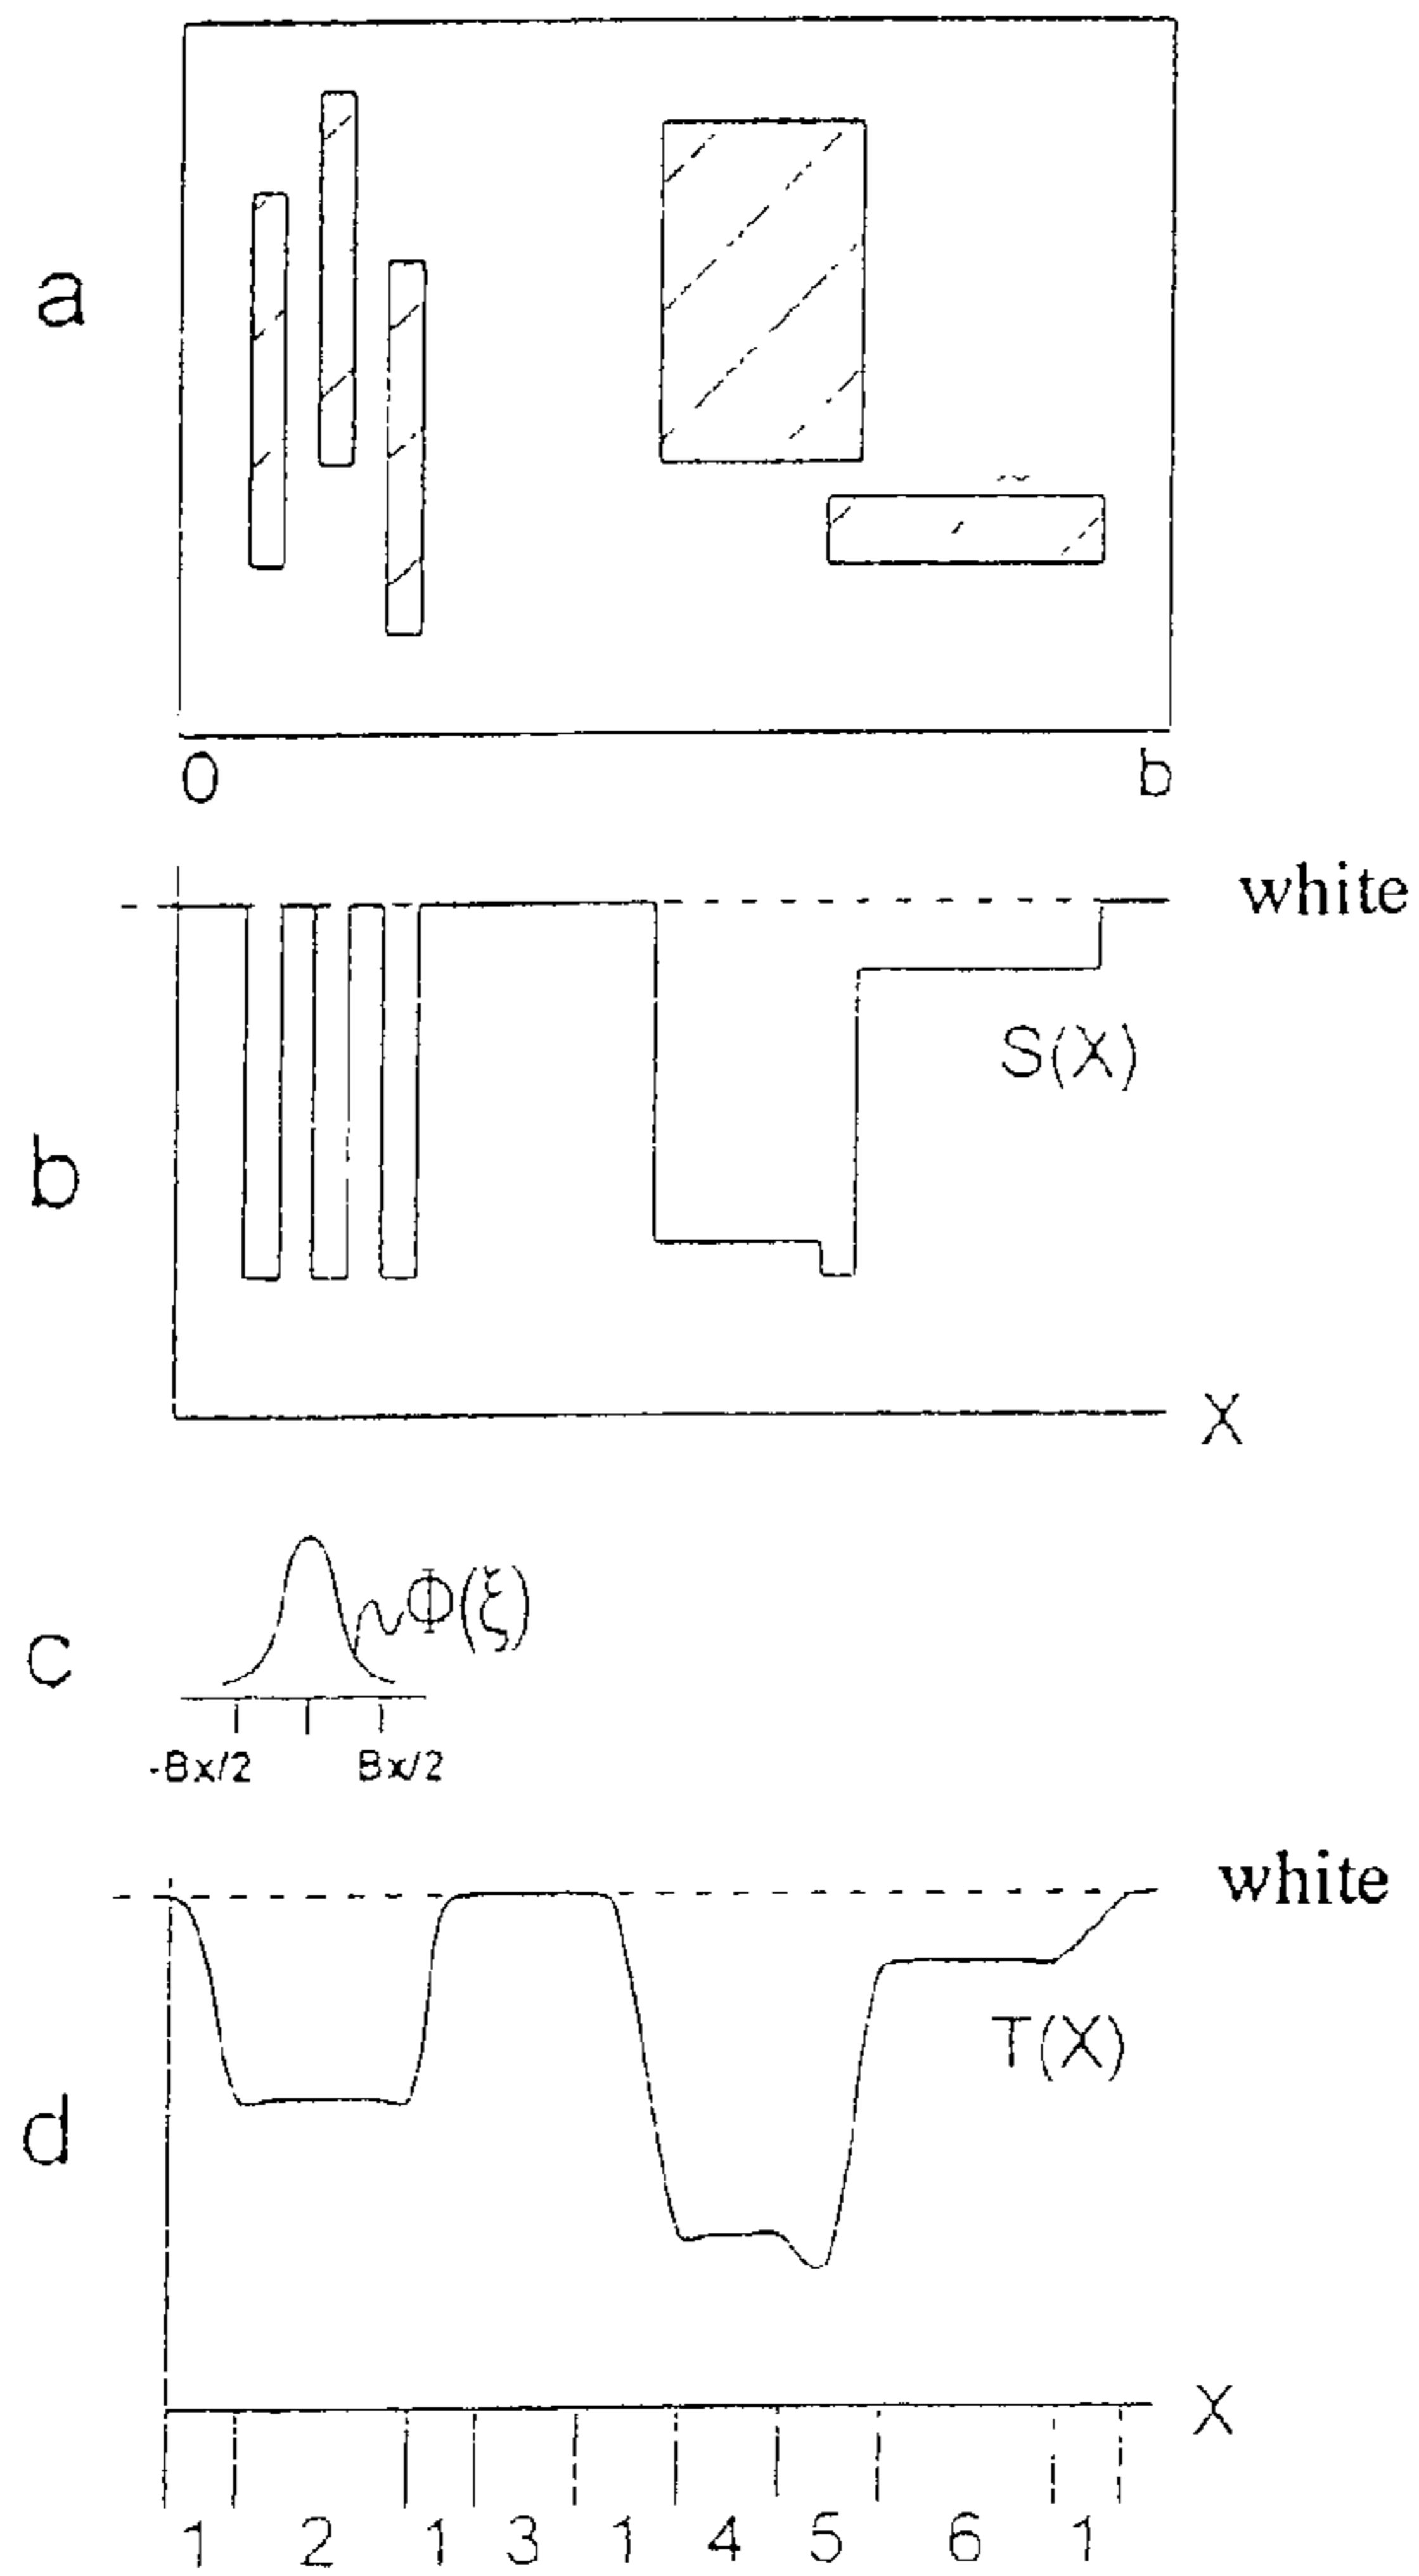 a
0 b
white
S(X)
b
X
Φ(ξ)
c
-Bx/2 Bx/2
white
T(X)
d
X
1 2 1 3 1 4 5 6 1